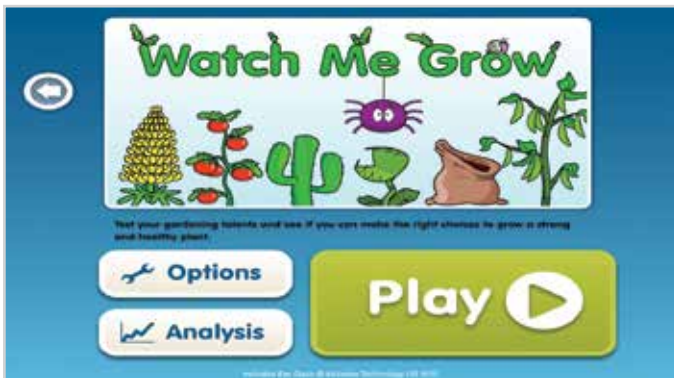 Watch Me Grow
Test your gardening talents and see if you can make the right choices to grow a strong
and healthy plant.
Options
Play
Analysis